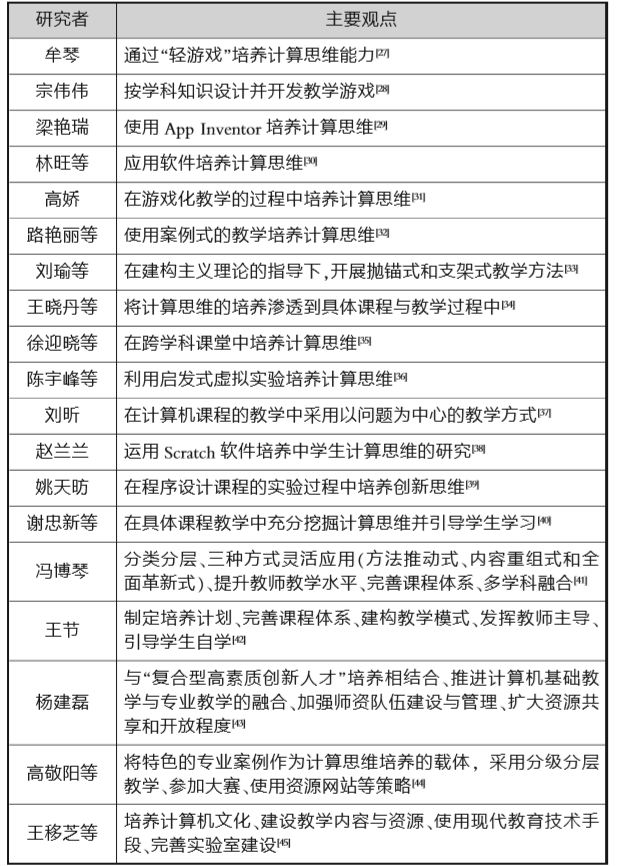 研究者 主要观点
牟琴 通过“轻游戏”培养计算思维能力[27]
宗伟伟 按学科知识设计并开发教学游戏[28]
梁艳瑞 使用 App Inventor 培养计算思维[29]
林旺等 应用软件培养计算思维[30]
高娇 在游戏化教学的过程中培养计算思维[31]
路艳丽等 使用案例式的教学培养计算思维[32]
刘瑜等 在建构主义理论的指导下,开展抛锚式和支架式教学方法[33]
王晓丹等 将计算思维的培养渗透到具体课程与教学过程中[34]
徐迎晓等 在跨学科课堂中培养计算思维[35]
陈宇峰等 利用启发式虚拟实验培养计算思维[36]
刘昕 在计算机课程的教学中采用以问题为中心的教学方式[37]
赵兰兰 运用 Scratch 软件培养中学生计算思维的研究[38]
姚天昉 在程序设计课程的实验过程中培养创新思维[39]
谢忠新等 在具体课程教学中充分挖掘计算思维并引导学生学习[40]
冯博琴 分类分层、三种方式灵活应用(方法推动式、内容重组式和全
面革新式)、提升教师教学水平、完善课程体系、多学科融合[41]
王节 制定培养计划、完善课程体系、建构教学模式、发挥教师主导、
引导学生自学[42]
杨建磊 与“复合型高素质创新人才”培养相结合、推进计算机基础教
学与专业教学的融合、加强师资队伍建设与管理、扩大资源共
享和开放程度[43]
高敬阳等 将特色的专业案例作为计算思维培养的载体，采用分级分层
教学、参加大赛、使用资源网站等策略[44]
王移芝等 培养计算机文化、建设教学内容与资源、使用现代教育技术手
段、完善实验室建设[45]